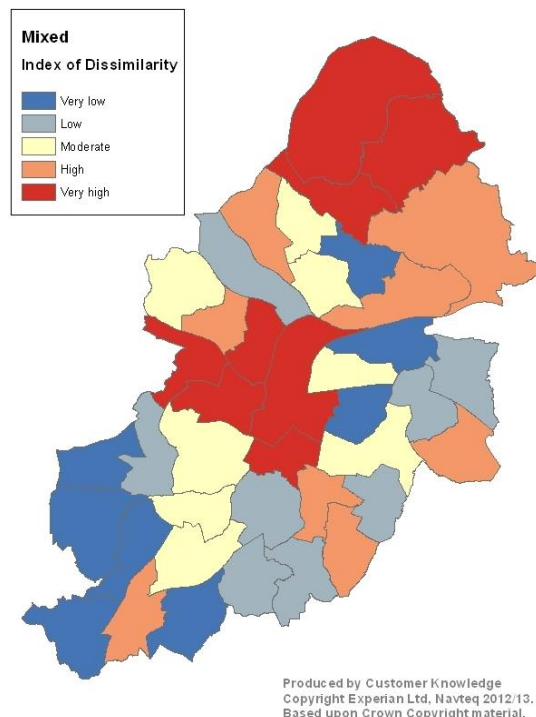 Mixed
Index of Dissimilarity
Very low
Low
Moderate
High
Very high
Produced by Customer Knowledge
Copyright Experian Ltd, Navteq 2012/13.
Based upon Crown Copyright material.